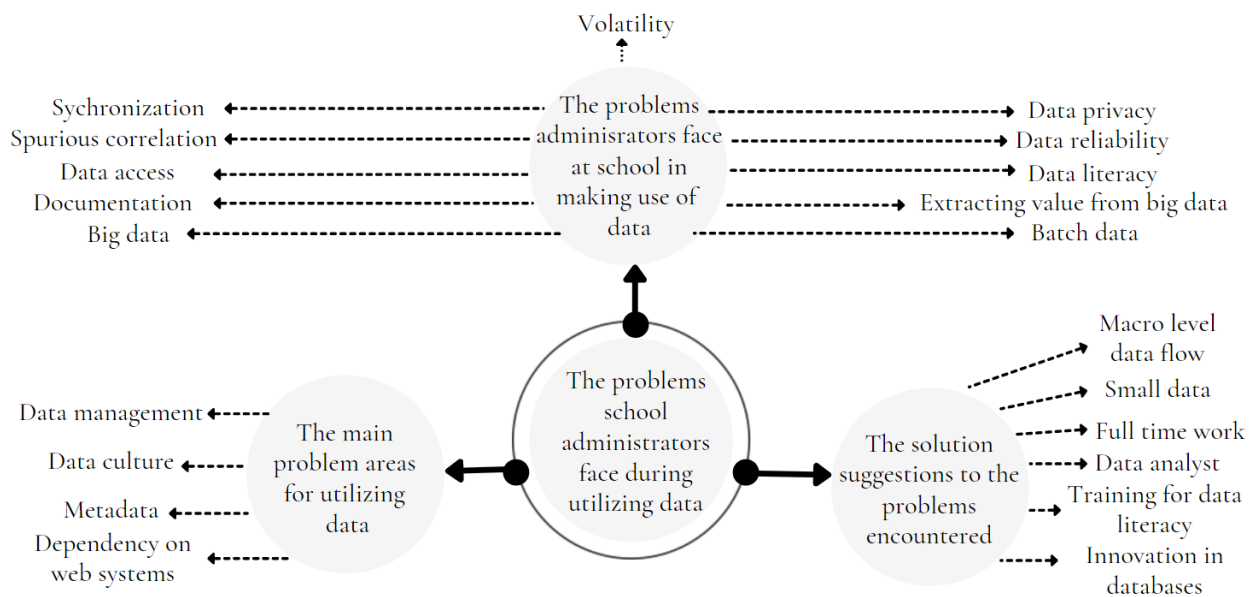 Volatility
The problems
adminisrators face
at school in
making use of
data
Sychronization
Spurious correlation
Data access
Documentation
Big data
Data privacy
Data reliability
Data literacy
Extracting value from big data
Batch data
The problems
school
administrators
face during
utilizing data
The main
problem areas
for utilizing
data
Data management
Data culture
Metadata
Dependency on
web systems
The solution
suggestions to the
problems
encountered
Macro level
data flow
Small data
Full time work
Data analyst
Training for data
literacy
Innovation in
databases